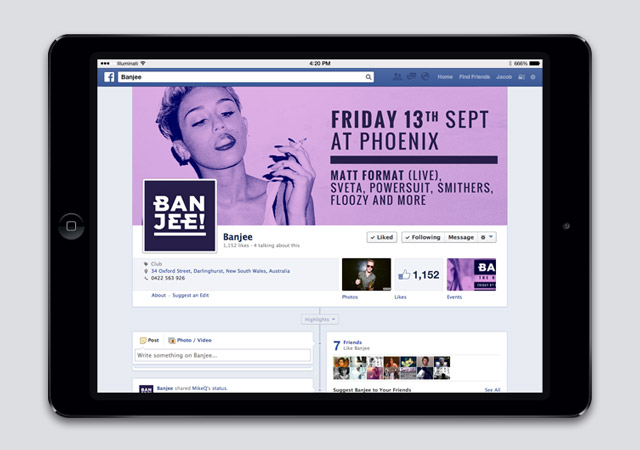 Illuminati
4:20 PM
666%
Banjee
Home Find Friends Jacob
FRIDAY 13TH SEPT
AT PHOENIX
MATT FORMAT (LIVE),
SVETA, POWERSUIT, SMITHERS,
FLOOZY AND MORE
BAN
JEE!
Banjee
1,152 likes · 4 talking about this
Liked
Following
Message
Club
34 Oxford Street, Darlinghurst, New South Wales, Australia
0422 563 926
About - Suggest an Edit
1,152
BA
Photos
Likes
Events
Highlights
Post
Photo / Video
Write something on Banjee...
7 Friends
Like Banjee
BAN
Banjee shared MikeQ's status.
Suggest Banjee to Your Friends
See All